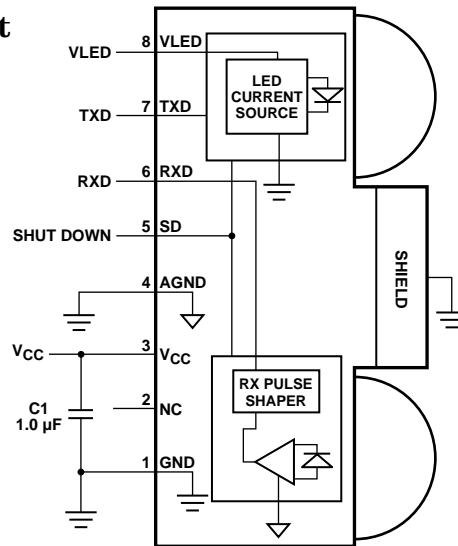 t
8 VLED
VLED
LED
CURRENT
SOURCE
7 TXD
TXD
6 RXD
RXD
5 SD
SHUT DOWN
4 AGND
SHIELD
3 VCC
VCC
RX PULSE
SHAPER
2 NC
C1
1.0 µF
1 GND